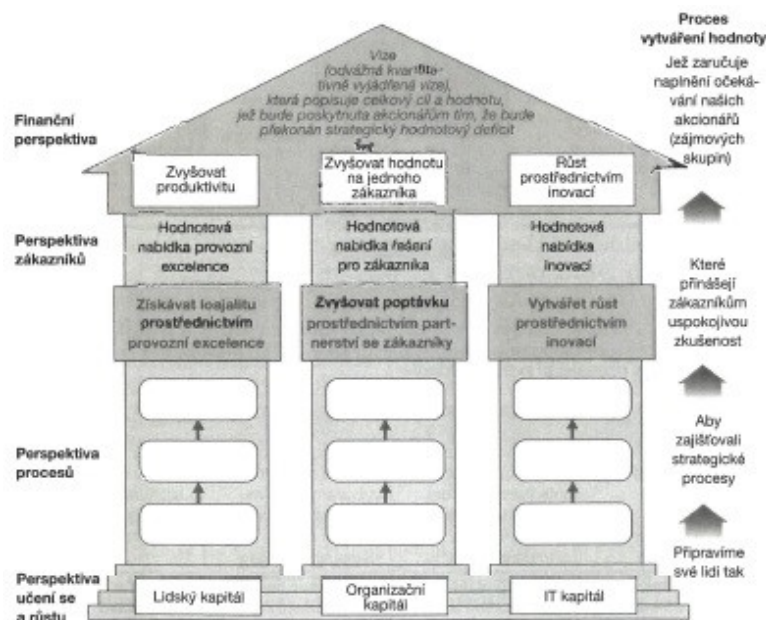 Vize
(odvážná kvantita-
tivně vyjádřená vize),
která popisuje celkový cíl a hodnotu,
jež bude poskytnuta akcionářům tím, že bude
překonán strategický hodnotový deficit
Finanční
perspektiva
Zvyšovat
produktivitu
Zvyšovat hodnotu
na jednoho
zákazníka
Růst
prostřednictvím
inovací
Perspektiva
zákazníků
Hodnotová
nabídka provozní
excelence
Hodnotová
nabídka řešení
pro zákazníka
Hodnotová
nabídka
inovací
Získávat loajalitu
prostřednictvím
provozní excelence
Zvyšovat poptávku
prostřednictvím part-
nerství se zákazníky
Vytvářet růst
prostřednictvím
inovací
Perspektiva
procesů
Perspektiva
učení se
a růstu
Lidský kapitál
Organizační
kapitál
IT kapitál
Proces
vytváření hodnoty
Jež zaručuje
naplnění očeká-
vání našich
akcionářů
(zájmových
skupin)
Které
přinášejí
zákazníkům
uspokojivou
zkušenost
Aby
zajišťovali
strategické
procesy
Připravíme
své lidi tak